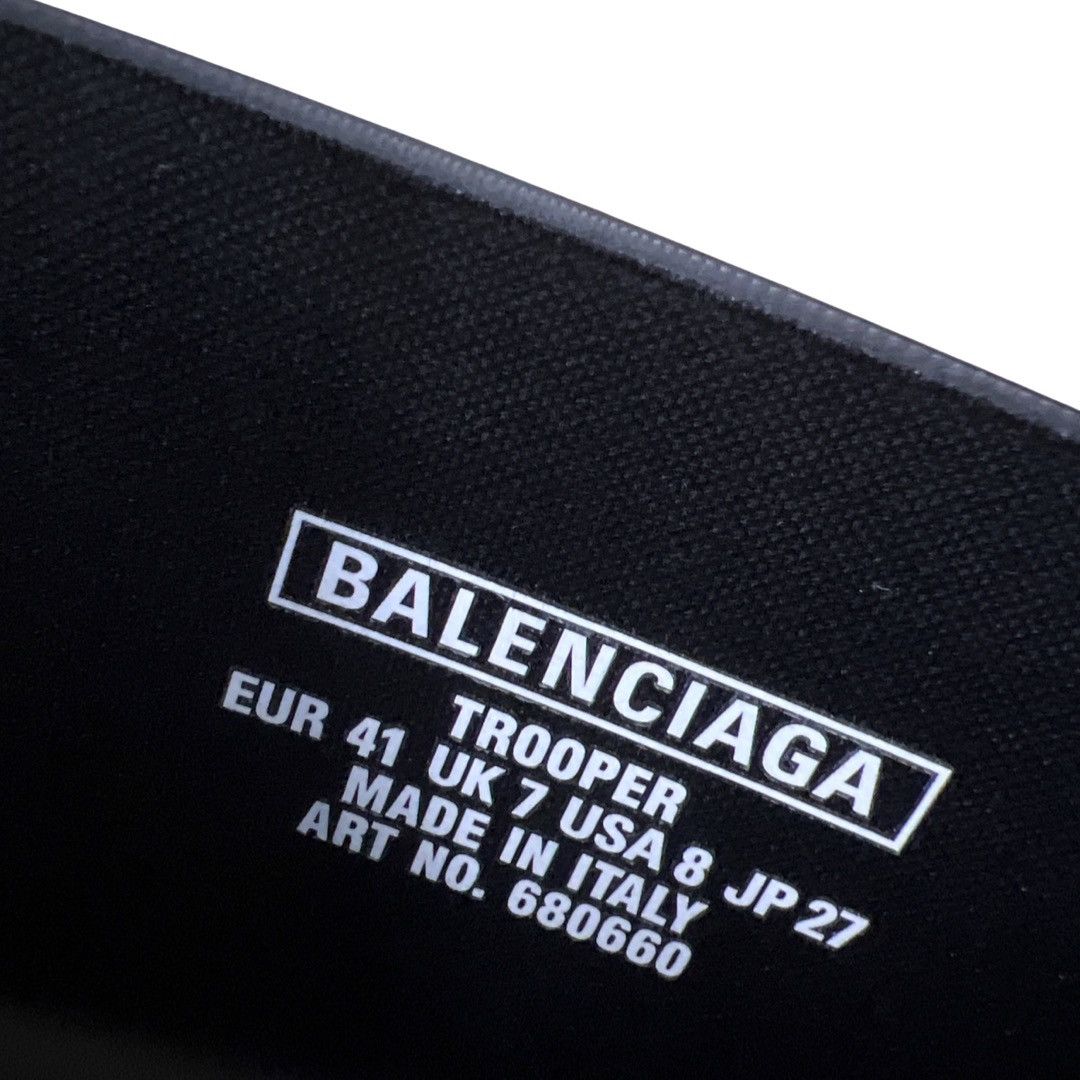 BALENCIAGA
TROOPER
EUR 41 UK 7 USA 8 JP 27
MADE IN ITALY
ART NO. 680660